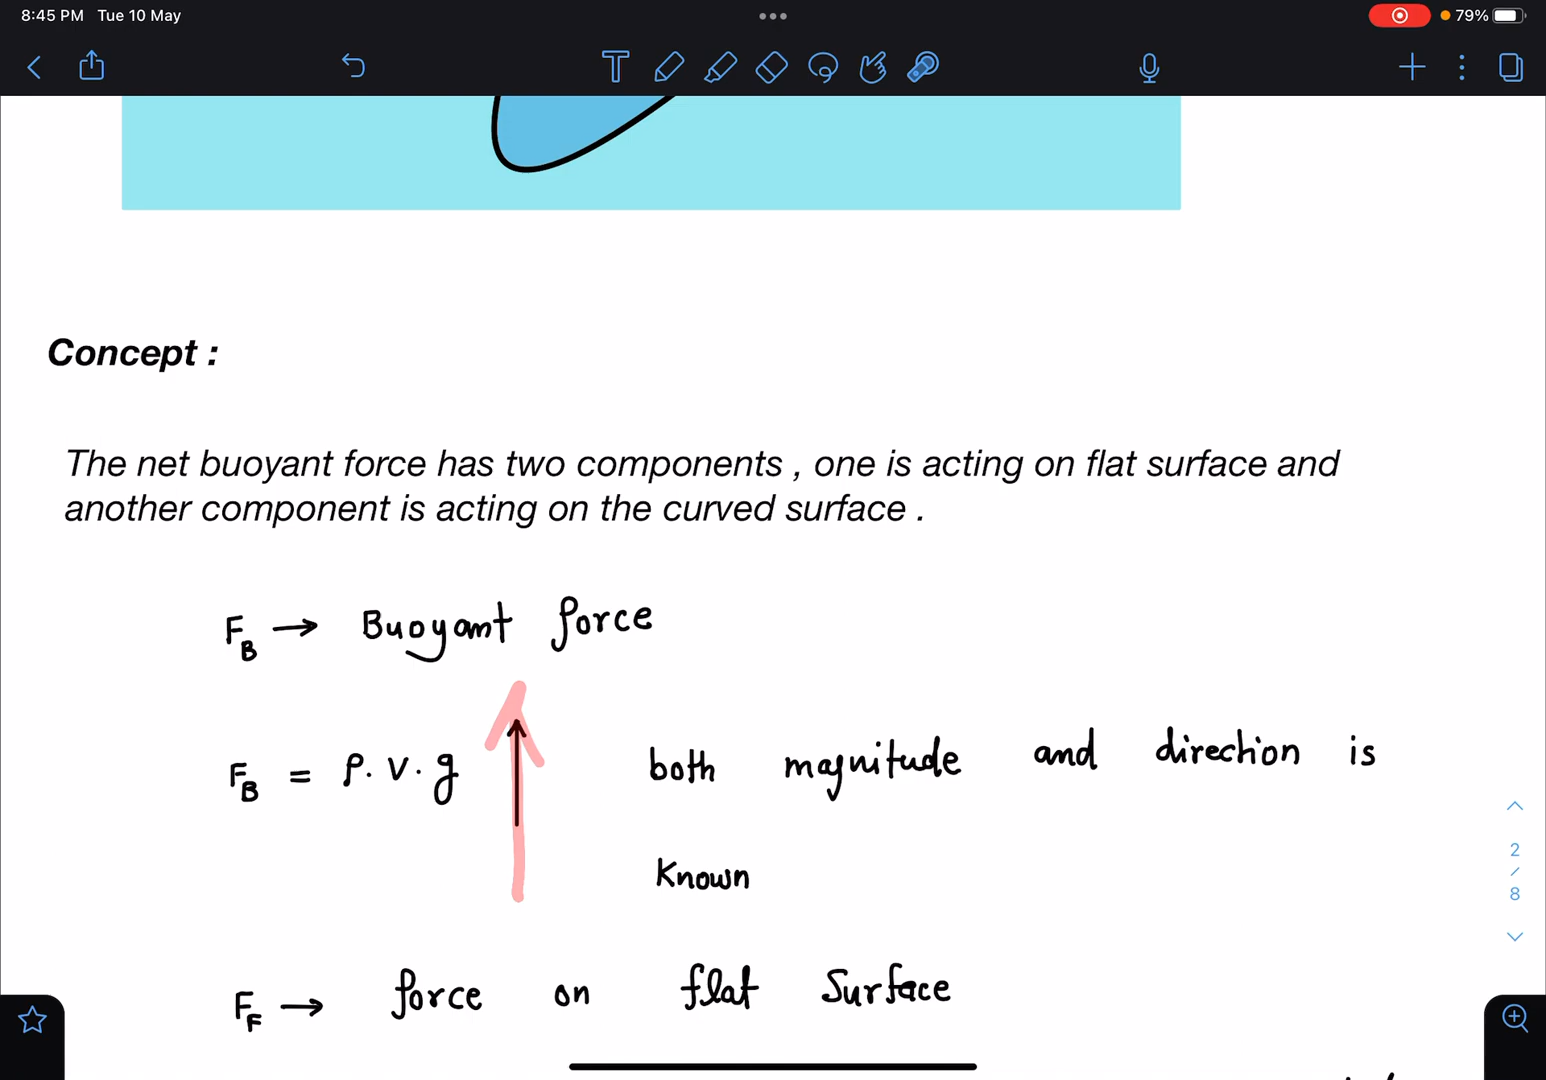 8:45 PM Tue 10 May
79%
Concept :
The net buoyant force has two components , one is acting on flat surface and
another component is acting on the curved surface .
F_B → Buoyant force
F_B = ρ. v. g ↑ both magnitude and direction is
Known
2
/
8
F_F → force on flat Surface